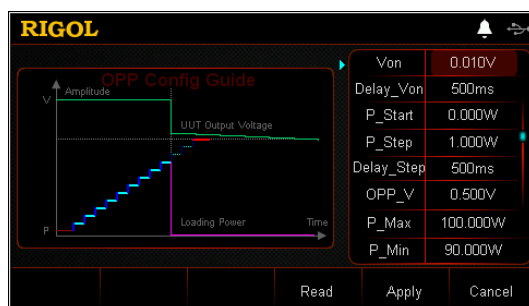 RIGOL
OPP Config Guide
Amplitude
V
UUT Output Voltage
Loading Power
Time
P
Von 0.010V
Delay_Von 500ms
P_Start 0.000W
P_Step 1.000W
Delay_Step 500ms
OPP_V 0.500V
P_Max 100.000W
P_Min 90.000W
Read Apply Cancel